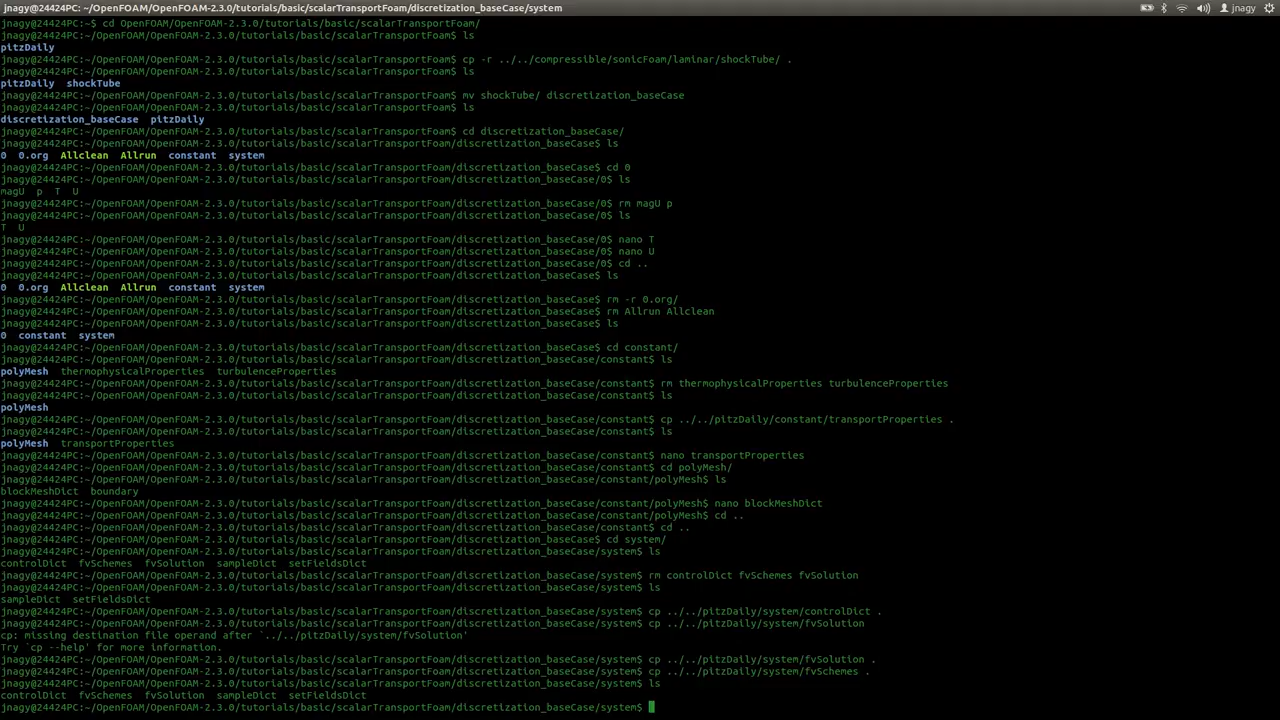 jnagy@24424PC: ~/OpenFOAM/OpenFOAM-2.3.0/tutorials/basic/scalarTransportFoam/discretization_baseCase/system
jnagy
jnagy@24424PC:~$ cd OpenFOAM/OpenFOAM-2.3.0/tutorials/basic/scalarTransportFoam/
jnagy@24424PC:~/OpenFOAM/OpenFOAM-2.3.0/tutorials/basic/scalarTransportFoam$ ls
pitzDaily
jnagy@24424PC:~/OpenFOAM/OpenFOAM-2.3.0/tutorials/basic/scalarTransportFoam$ cp -r ../../compressible/sonicFoam/laminar/shockTube/ .
jnagy@24424PC:~/OpenFOAM/OpenFOAM-2.3.0/tutorials/basic/scalarTransportFoam$ ls
pitzDaily  shockTube
jnagy@24424PC:~/OpenFOAM/OpenFOAM-2.3.0/tutorials/basic/scalarTransportFoam$ mv shockTube/ discretization_baseCase
jnagy@24424PC:~/OpenFOAM/OpenFOAM-2.3.0/tutorials/basic/scalarTransportFoam$ ls
discretization_baseCase  pitzDaily
jnagy@24424PC:~/OpenFOAM/OpenFOAM-2.3.0/tutorials/basic/scalarTransportFoam$ cd discretization_baseCase/
jnagy@24424PC:~/OpenFOAM/OpenFOAM-2.3.0/tutorials/basic/scalarTransportFoam/discretization_baseCase$ ls
0  0.org  Allclean  Allrun  constant  system
jnagy@24424PC:~/OpenFOAM/OpenFOAM-2.3.0/tutorials/basic/scalarTransportFoam/discretization_baseCase$ cd 0
jnagy@24424PC:~/OpenFOAM/OpenFOAM-2.3.0/tutorials/basic/scalarTransportFoam/discretization_baseCase/0$ ls
magU  p  T  U
jnagy@24424PC:~/OpenFOAM/OpenFOAM-2.3.0/tutorials/basic/scalarTransportFoam/discretization_baseCase/0$ rm magU p
jnagy@24424PC:~/OpenFOAM/OpenFOAM-2.3.0/tutorials/basic/scalarTransportFoam/discretization_baseCase/0$ ls
T  U
jnagy@24424PC:~/OpenFOAM/OpenFOAM-2.3.0/tutorials/basic/scalarTransportFoam/discretization_baseCase/0$ nano T
jnagy@24424PC:~/OpenFOAM/OpenFOAM-2.3.0/tutorials/basic/scalarTransportFoam/discretization_baseCase/0$ nano U
jnagy@24424PC:~/OpenFOAM/OpenFOAM-2.3.0/tutorials/basic/scalarTransportFoam/discretization_baseCase/0$ cd ..
jnagy@24424PC:~/OpenFOAM/OpenFOAM-2.3.0/tutorials/basic/scalarTransportFoam/discretization_baseCase$ ls
0  0.org  Allclean  Allrun  constant  system
jnagy@24424PC:~/OpenFOAM/OpenFOAM-2.3.0/tutorials/basic/scalarTransportFoam/discretization_baseCase$ rm -r 0.org/
jnagy@24424PC:~/OpenFOAM/OpenFOAM-2.3.0/tutorials/basic/scalarTransportFoam/discretization_baseCase$ rm Allrun Allclean
jnagy@24424PC:~/OpenFOAM/OpenFOAM-2.3.0/tutorials/basic/scalarTransportFoam/discretization_baseCase$ ls
0  constant  system
jnagy@24424PC:~/OpenFOAM/OpenFOAM-2.3.0/tutorials/basic/scalarTransportFoam/discretization_baseCase$ cd constant/
jnagy@24424PC:~/OpenFOAM/OpenFOAM-2.3.0/tutorials/basic/scalarTransportFoam/discretization_baseCase/constant$ ls
polyMesh  thermophysicalProperties  turbulenceProperties
jnagy@24424PC:~/OpenFOAM/OpenFOAM-2.3.0/tutorials/basic/scalarTransportFoam/discretization_baseCase/constant$ rm thermophysicalProperties turbulenceProperties
jnagy@24424PC:~/OpenFOAM/OpenFOAM-2.3.0/tutorials/basic/scalarTransportFoam/discretization_baseCase/constant$ ls
polyMesh
jnagy@24424PC:~/OpenFOAM/OpenFOAM-2.3.0/tutorials/basic/scalarTransportFoam/discretization_baseCase/constant$ cp ../../pitzDaily/constant/transportProperties .
jnagy@24424PC:~/OpenFOAM/OpenFOAM-2.3.0/tutorials/basic/scalarTransportFoam/discretization_baseCase/constant$ ls
polyMesh  transportProperties
jnagy@24424PC:~/OpenFOAM/OpenFOAM-2.3.0/tutorials/basic/scalarTransportFoam/discretization_baseCase/constant$ nano transportProperties
jnagy@24424PC:~/OpenFOAM/OpenFOAM-2.3.0/tutorials/basic/scalarTransportFoam/discretization_baseCase/constant$ cd polyMesh/
jnagy@24424PC:~/OpenFOAM/OpenFOAM-2.3.0/tutorials/basic/scalarTransportFoam/discretization_baseCase/constant/polyMesh$ ls
blockMeshDict  boundary
jnagy@24424PC:~/OpenFOAM/OpenFOAM-2.3.0/tutorials/basic/scalarTransportFoam/discretization_baseCase/constant/polyMesh$ nano blockMeshDict
jnagy@24424PC:~/OpenFOAM/OpenFOAM-2.3.0/tutorials/basic/scalarTransportFoam/discretization_baseCase/constant/polyMesh$ cd ..
jnagy@24424PC:~/OpenFOAM/OpenFOAM-2.3.0/tutorials/basic/scalarTransportFoam/discretization_baseCase/constant$ cd ..
jnagy@24424PC:~/OpenFOAM/OpenFOAM-2.3.0/tutorials/basic/scalarTransportFoam/discretization_baseCase$ cd system/
jnagy@24424PC:~/OpenFOAM/OpenFOAM-2.3.0/tutorials/basic/scalarTransportFoam/discretization_baseCase/system$ ls
controlDict  fvSchemes  fvSolution  sampleDict  setFieldsDict
jnagy@24424PC:~/OpenFOAM/OpenFOAM-2.3.0/tutorials/basic/scalarTransportFoam/discretization_baseCase/system$ rm controlDict fvSchemes fvSolution
jnagy@24424PC:~/OpenFOAM/OpenFOAM-2.3.0/tutorials/basic/scalarTransportFoam/discretization_baseCase/system$ ls
sampleDict  setFieldsDict
jnagy@24424PC:~/OpenFOAM/OpenFOAM-2.3.0/tutorials/basic/scalarTransportFoam/discretization_baseCase/system$ cp ../../pitzDaily/system/controlDict .
jnagy@24424PC:~/OpenFOAM/OpenFOAM-2.3.0/tutorials/basic/scalarTransportFoam/discretization_baseCase/system$ cp ../../pitzDaily/system/fvSolution
cp: missing destination file operand after `../../pitzDaily/system/fvSolution'
Try `cp --help' for more information.
jnagy@24424PC:~/OpenFOAM/OpenFOAM-2.3.0/tutorials/basic/scalarTransportFoam/discretization_baseCase/system$ cp ../../pitzDaily/system/fvSolution .
jnagy@24424PC:~/OpenFOAM/OpenFOAM-2.3.0/tutorials/basic/scalarTransportFoam/discretization_baseCase/system$ cp ../../pitzDaily/system/fvSchemes .
jnagy@24424PC:~/OpenFOAM/OpenFOAM-2.3.0/tutorials/basic/scalarTransportFoam/discretization_baseCase/system$ ls
controlDict  fvSchemes  fvSolution  sampleDict  setFieldsDict
jnagy@24424PC:~/OpenFOAM/OpenFOAM-2.3.0/tutorials/basic/scalarTransportFoam/discretization_baseCase/system$